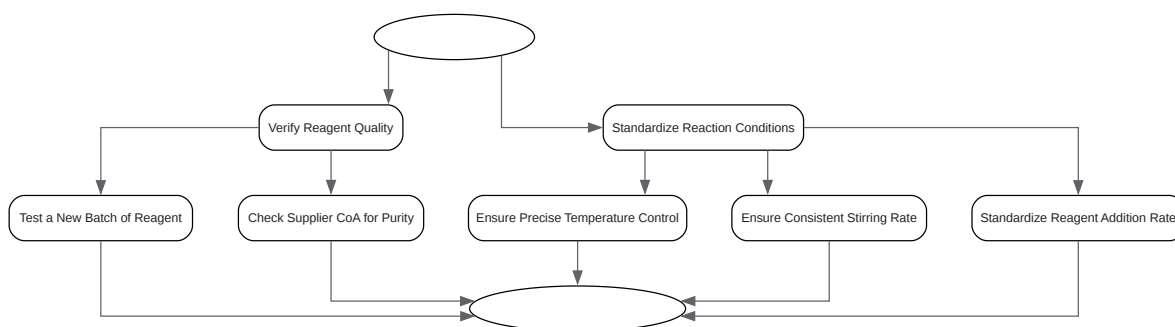 Verify Reagent Quality
Standardize Reaction Conditions
Test a New Batch of Reagent
Check Supplier CoA for Purity
Ensure Precise Temperature Control
Ensure Consistent Stirring Rate
Standardize Reagent Addition Rate